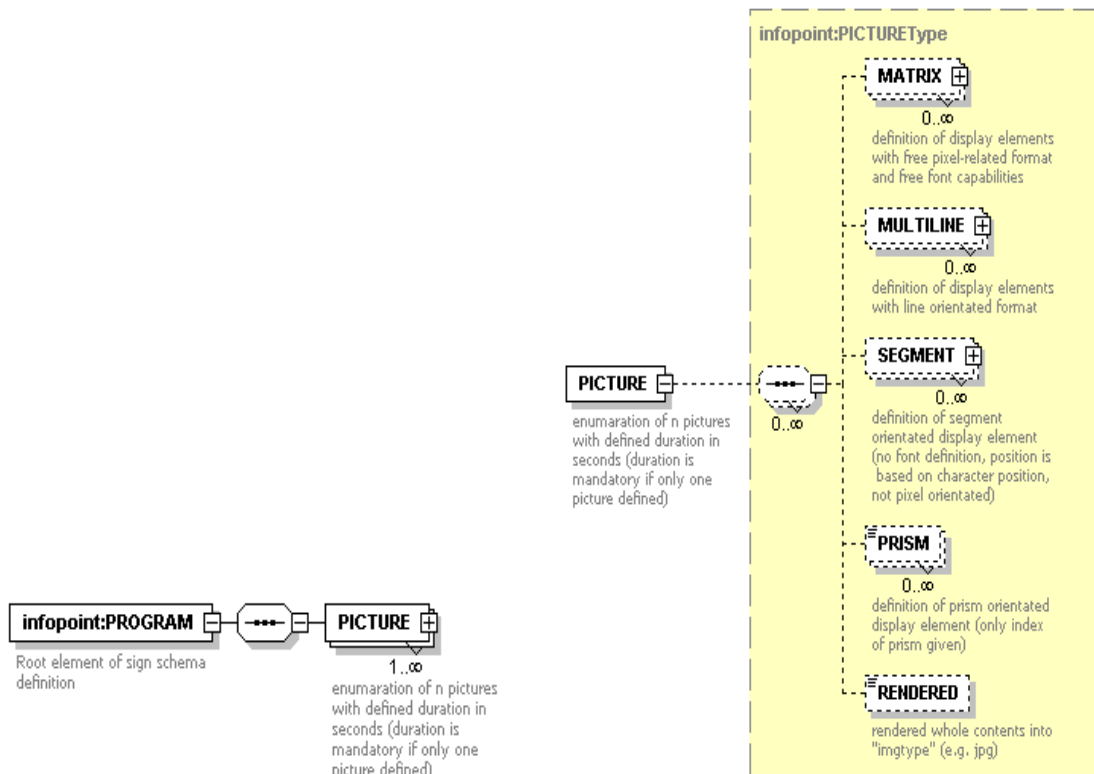 infopoint:PICTUREType
MATRIX
0..∞
definition of display elements
with free pixel-related format
and free font capabilities
MULTILINE
0..∞
definition of display elements
with line orientated format
SEGMENT
0..∞
definition of segment
orientated display element
(no font definition, position is
based on character position,
not pixel orientated)
PICTURE
enumaration of n pictures
with defined duration in
seconds (duration is
mandatory if only one
picture defined)
0..∞
PRISM
0..∞
definition of prism orientated
display element (only index
of prism given)
RENDERED
rendered whole contents into
"imgtype" (e.g. jpg)
infopoint:PROGRAM
Root element of sign schema
definition
PICTURE
1..∞
enumaration of n pictures
with defined duration in
seconds (duration is
mandatory if only one
picture defined)